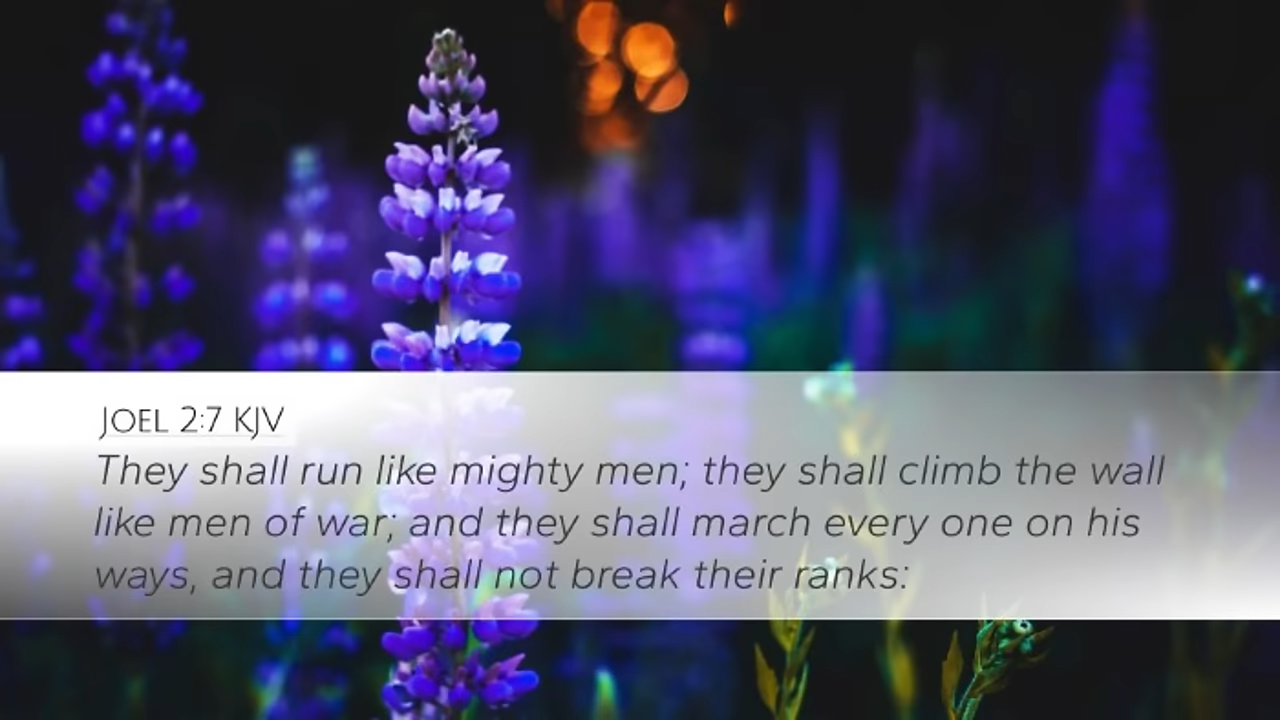 JOEL 2:7 KJV
They shall run like mighty men; they shall climb the wall
like men of war; and they shall march every one on his
ways, and they shall not break their ranks: